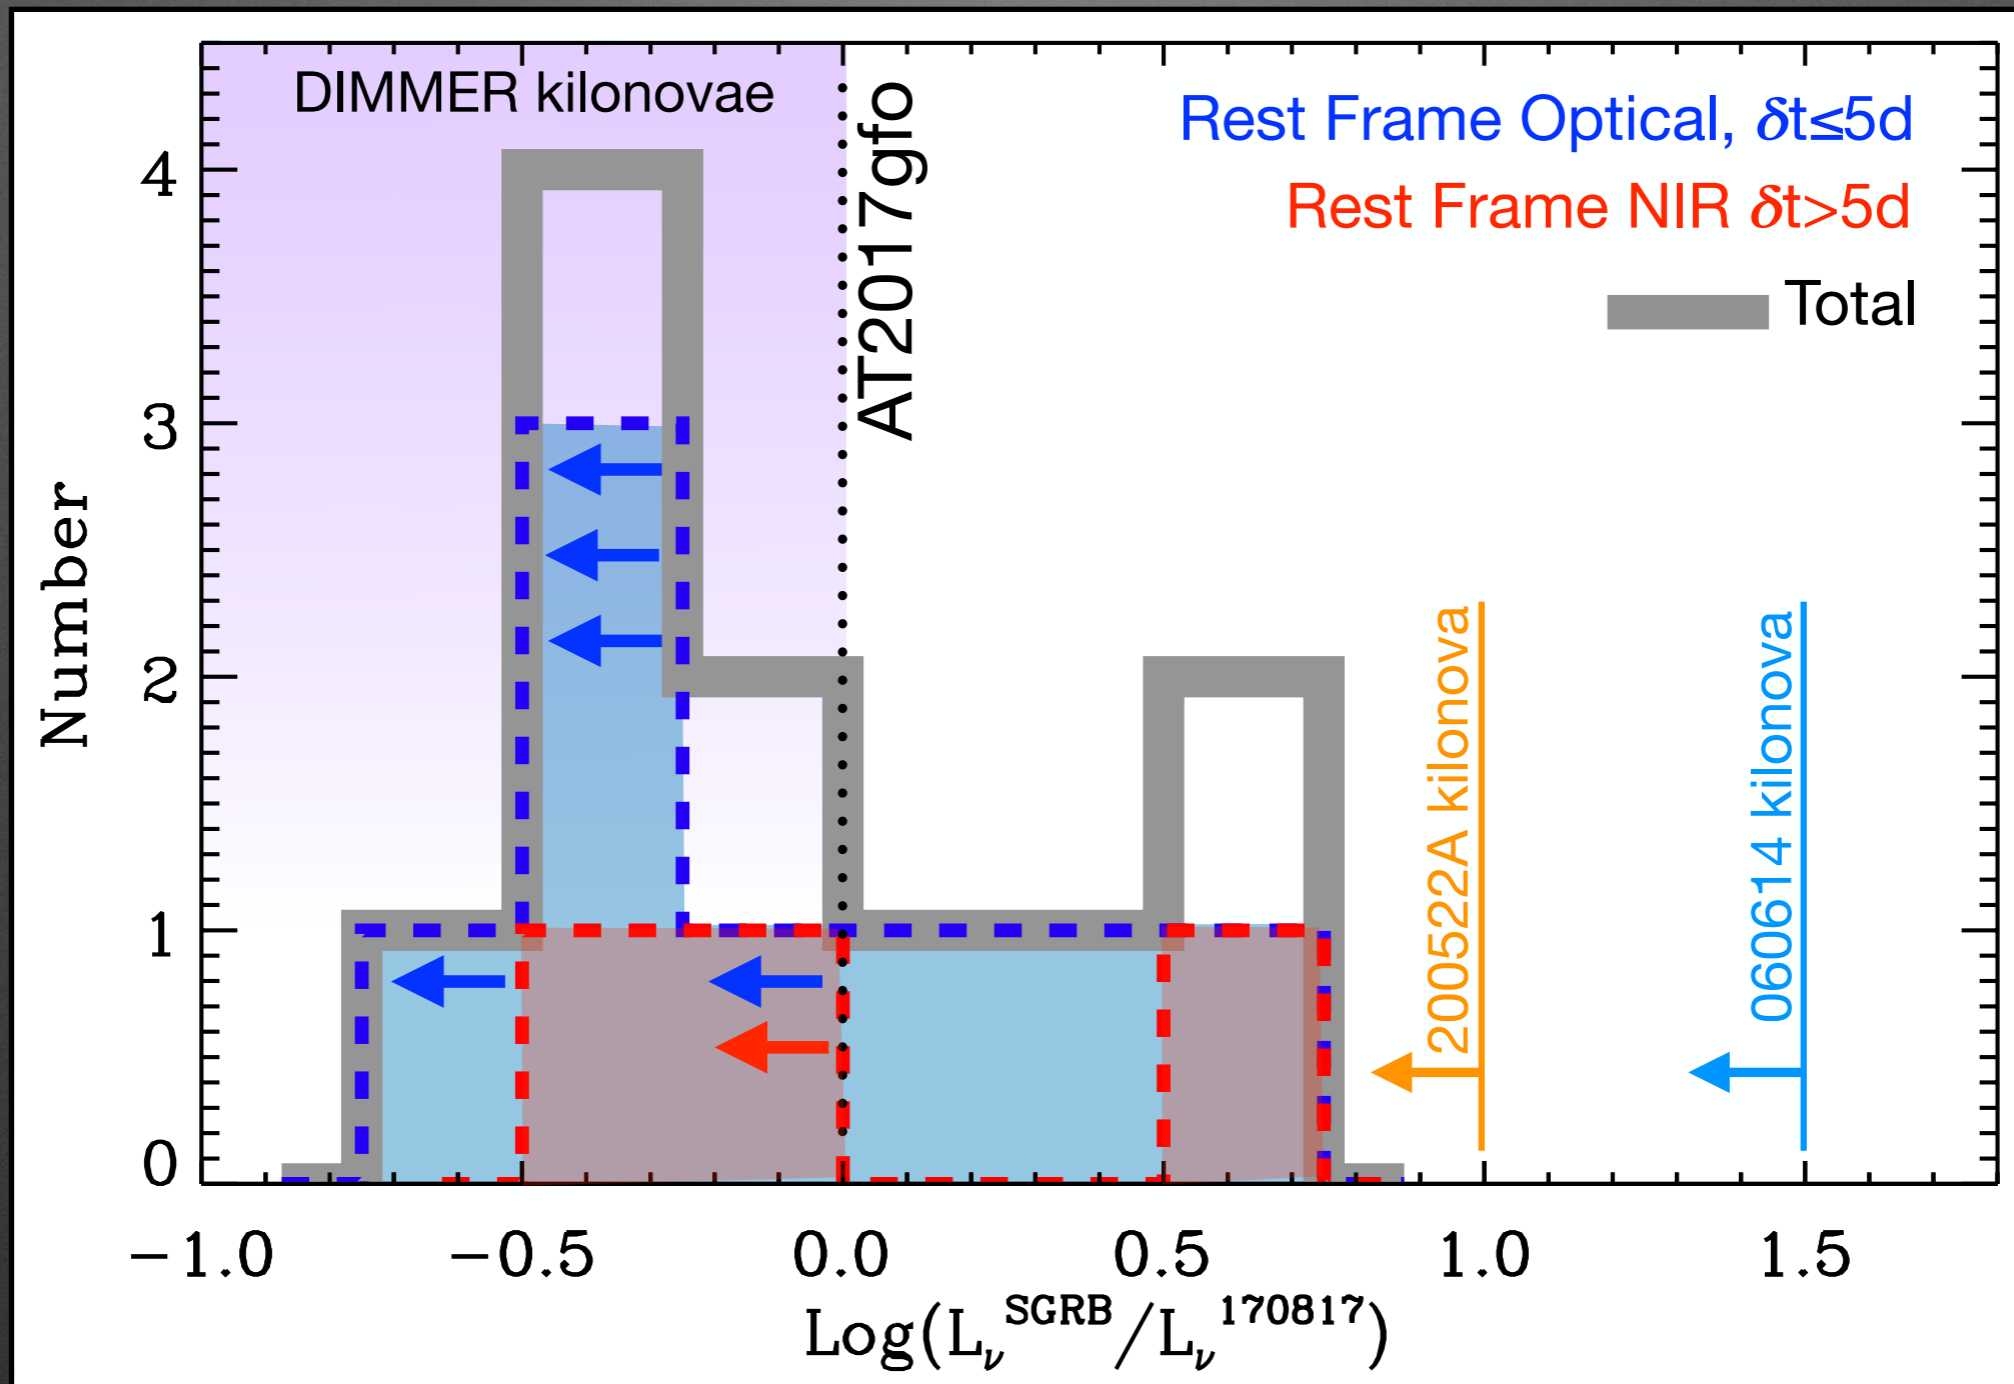 DIMMER kilonovae
AT2017gfo
Rest Frame Optical, δt≤5d
Rest Frame NIR δt>5d
Total
200522A kilonova
060614 kilonova
Number
4
3
2
1
0
−1.0 −0.5 0.0 0.5 1.0 1.5
Log(Lν^SGRB/Lν^170817)